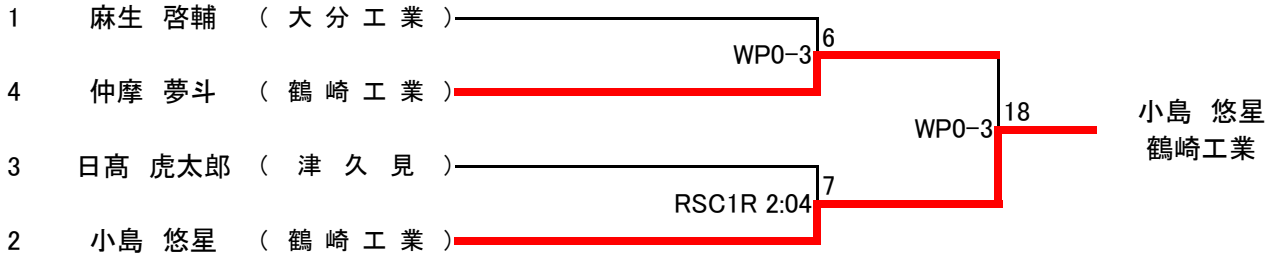 1 麻生 啓輔 ( 大 分 工 業 )
WP0-3 6
4 仲摩 夢斗 ( 鶴 崎 工 業 )
WP0-3 18 小島 悠星
鶴崎工業
3 日髙 虎太郎 ( 津 久 見 )
RSC1R 2:04 7
2 小島 悠星 ( 鶴 崎 工 業 )